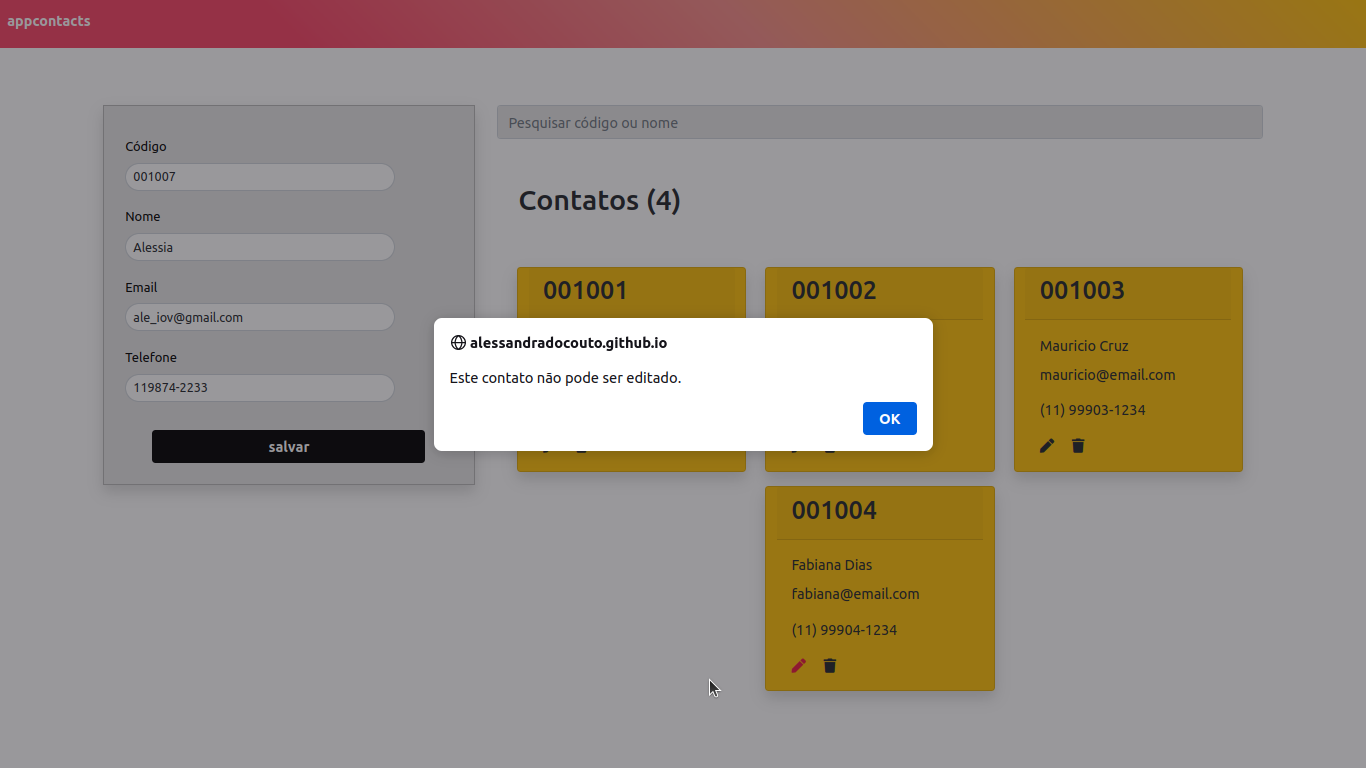 appcontacts
Código
001007
Nome
Alessia
Email
ale_iov@gmail.com
Telefone
119874-2233
salvar
Pesquisar código ou nome
Contatos (4)
001001
001002
001003
Mauricio Cruz
mauricio@email.com
(11) 99903-1234
alessandradocouto.github.io
Este contato não pode ser editado.
OK
001004
Fabiana Dias
fabiana@email.com
(11) 99904-1234